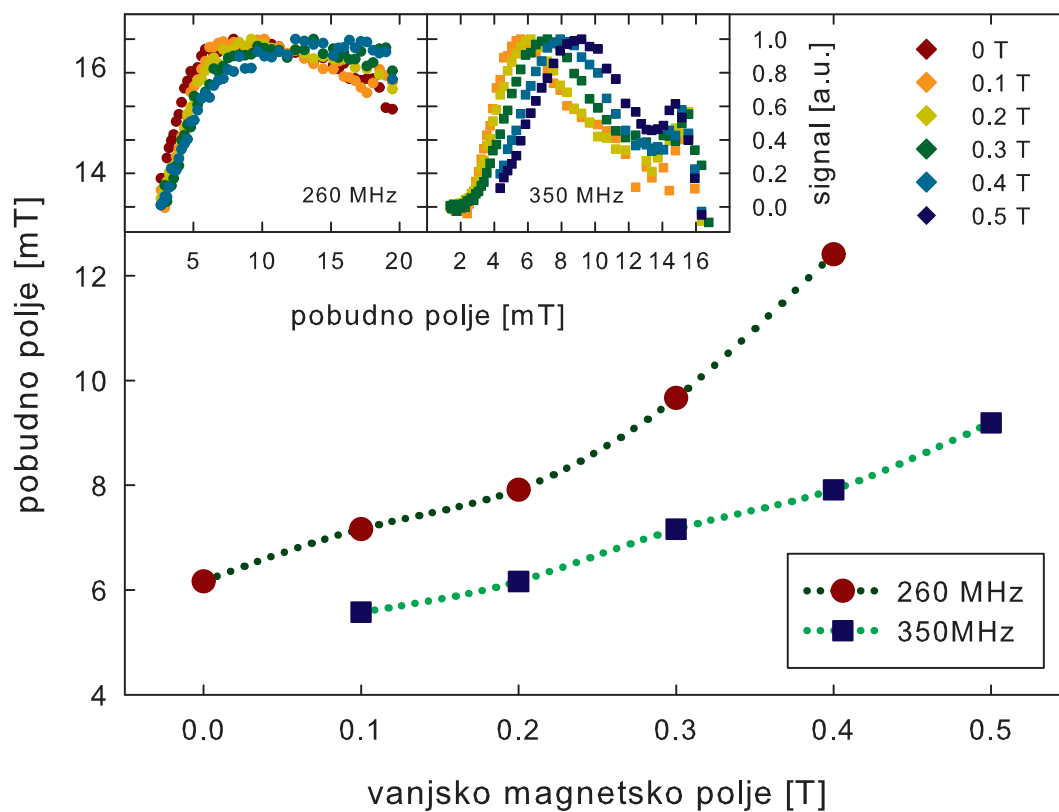 16
14
12
10
8
6
4
pobudno polje [mT]
260 MHz
350 MHz
5
10
15
20
2 4 6 8 10 12 14 16
pobudno polje [mT]
1.0
0.8
0.6
0.4
0.2
0.0
signal [a.u.]
0 T
0.1 T
0.2 T
0.3 T
0.4 T
0.5 T
260 MHz
350MHz
0.0 0.1 0.2 0.3 0.4 0.5
vanjsko magnetsko polje [T]